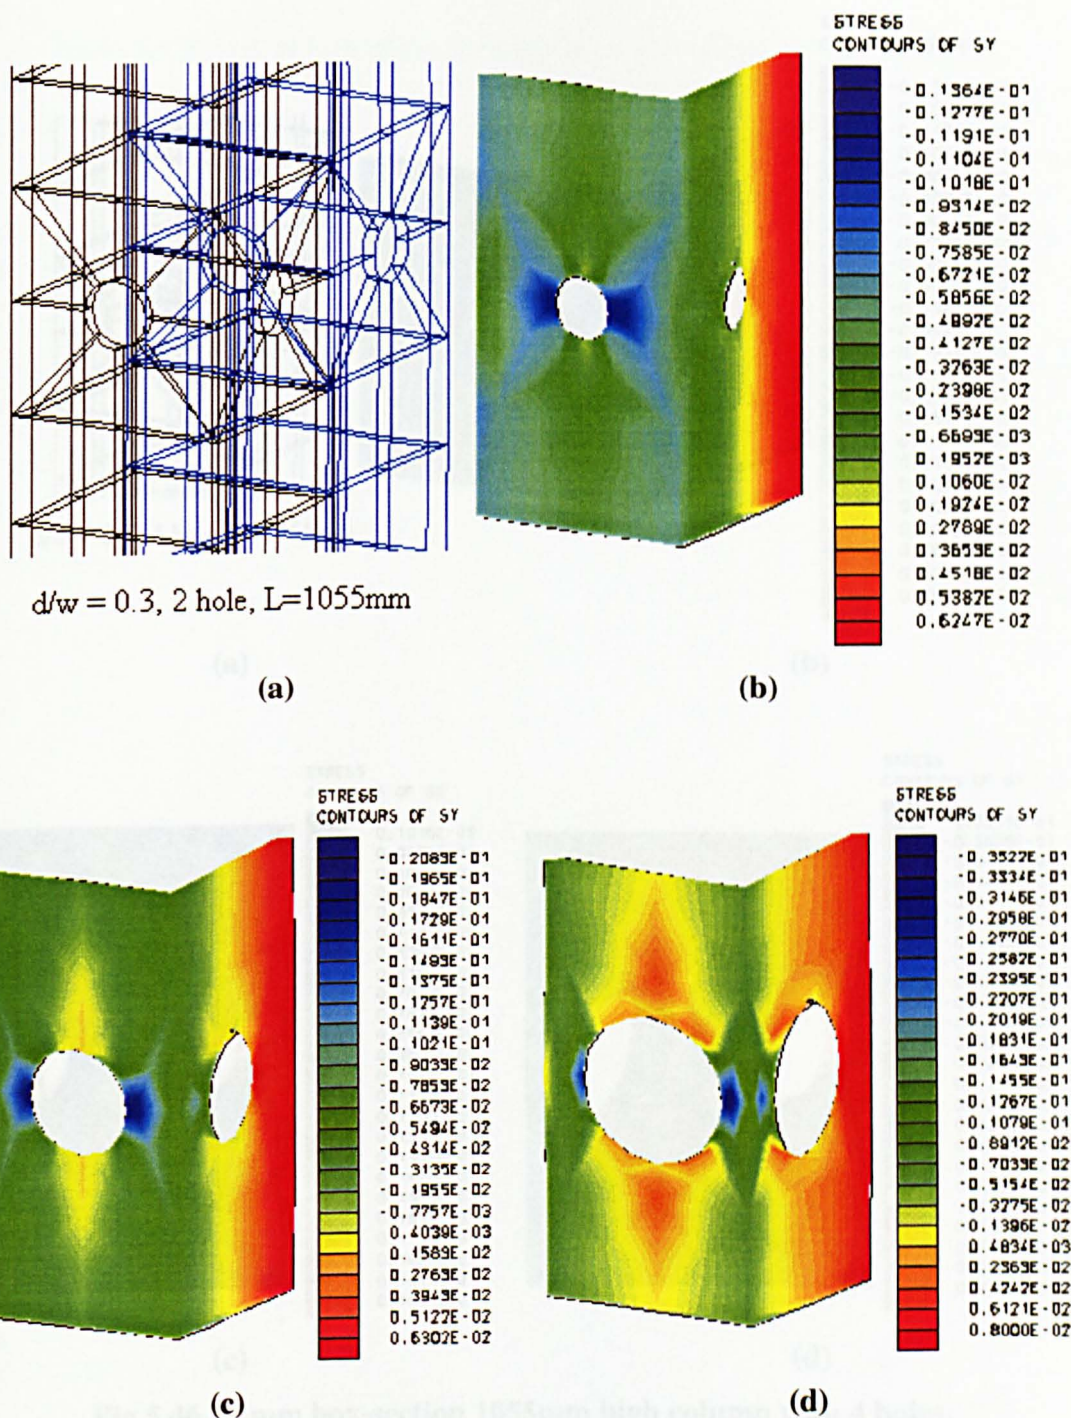 STRESS
CONTOURS OF SY
-0.1364E-01
-0.1277E-01
-0.1191E-01
-0.1104E-01
-0.1018E-01
-0.9314E-02
-0.8450E-02
-0.7585E-02
-0.6721E-02
-0.5856E-02
-0.4992E-02
-0.4127E-02
-0.3263E-02
-0.2398E-02
-0.1534E-02
-0.6693E-03
0.1952E-03
0.1060E-02
0.1924E-02
0.2789E-02
0.3653E-02
0.4518E-02
0.5382E-02
0.6247E-02
d/w = 0.3, 2 hole, L=1055mm
(a)
(b)
STRESS
CONTOURS OF SY
-0.2083E-01
-0.1965E-01
-0.1847E-01
-0.1729E-01
-0.1611E-01
-0.1493E-01
-0.1375E-01
-0.1257E-01
-0.1139E-01
-0.1021E-01
-0.9033E-02
-0.7853E-02
-0.6673E-02
-0.5494E-02
-0.4314E-02
-0.3135E-02
-0.1955E-02
-0.7757E-03
0.4039E-03
0.1583E-02
0.2763E-02
0.3943E-02
0.5122E-02
0.6302E-02
STRESS
CONTOURS OF SY
-0.3522E-01
-0.3334E-01
-0.3146E-01
-0.2958E-01
-0.2770E-01
-0.2582E-01
-0.2395E-01
-0.2207E-01
-0.2019E-01
-0.1831E-01
-0.1643E-01
-0.1455E-01
-0.1267E-01
-0.1079E-01
-0.8912E-02
-0.7033E-02
-0.5154E-02
-0.3275E-02
-0.1396E-02
0.4834E-03
0.2363E-02
0.4242E-02
0.6121E-02
0.8000E-02
(c)
(d)